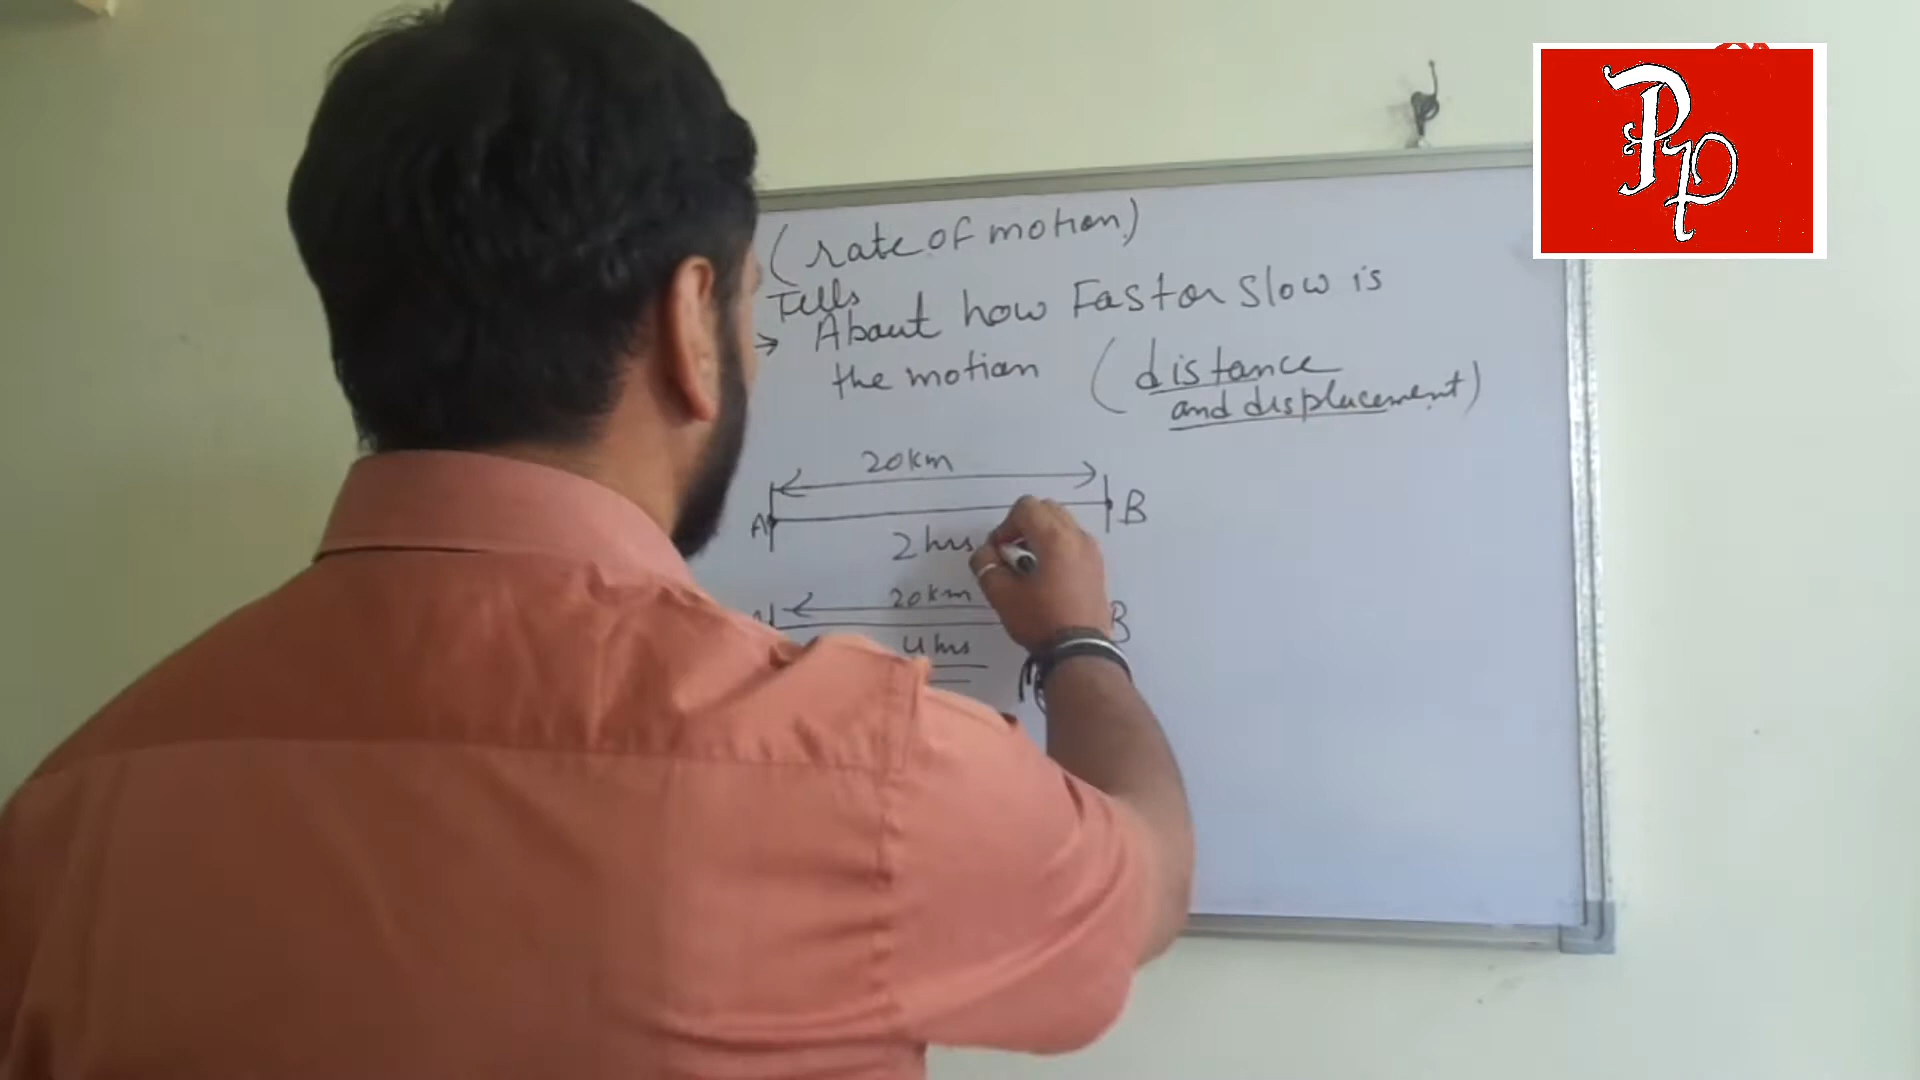 (rate of motion)
Tells
→ About how Fast or slow is
the motion (distance
and displacement)
20km
A B
2 hrs
20km
B
4 hrs
PP